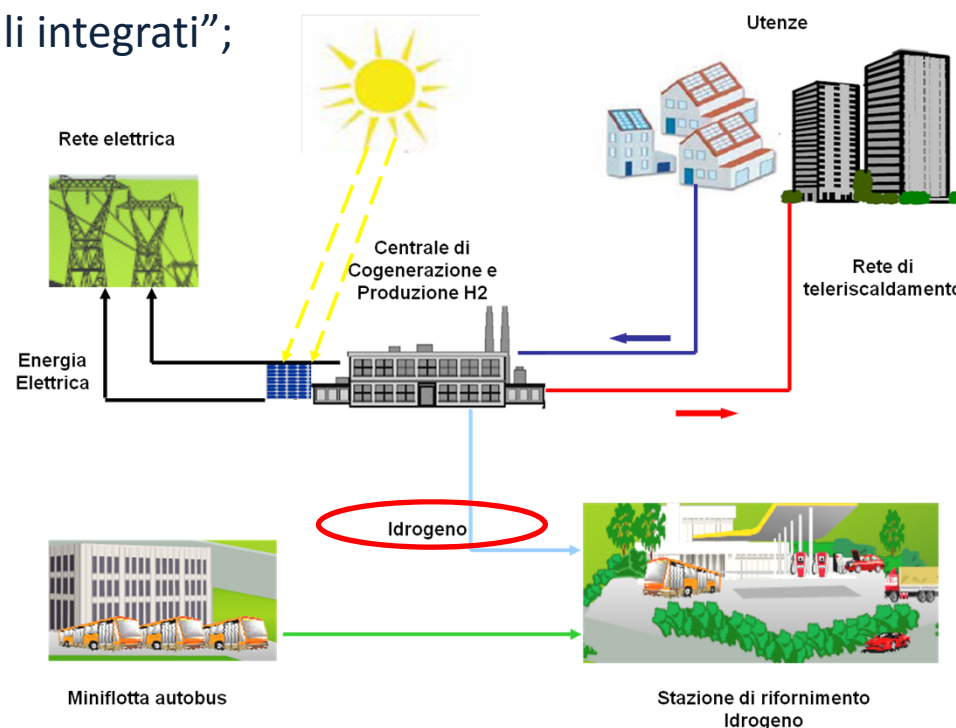 li integrati”;
Utenze
Rete elettrica
Centrale di
Cogenerazione e
Produzione H2
Rete di
teleriscaldamento
Energia
Elettrica
Idrogeno
Miniflotta autobus
Stazione di rifornimento
Idrogeno